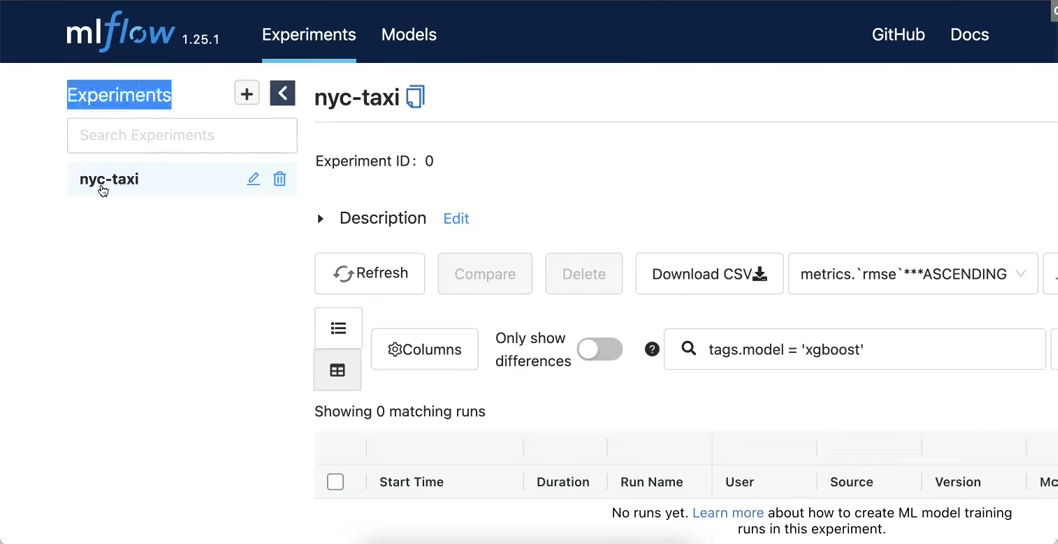 mlflow 1.25.1 Experiments Models GitHub Docs
Experiments
Search Experiments
nyc-taxi
nyc-taxi
Experiment ID: 0
Description Edit
Refresh Compare Delete Download CSV metrics.`rmse`***ASCENDING
Columns
Only show
differences
tags.model = 'xgboost'
Showing 0 matching runs
Start Time Duration Run Name User Source Version
No runs yet. Learn more about how to create ML model training
runs in this experiment.